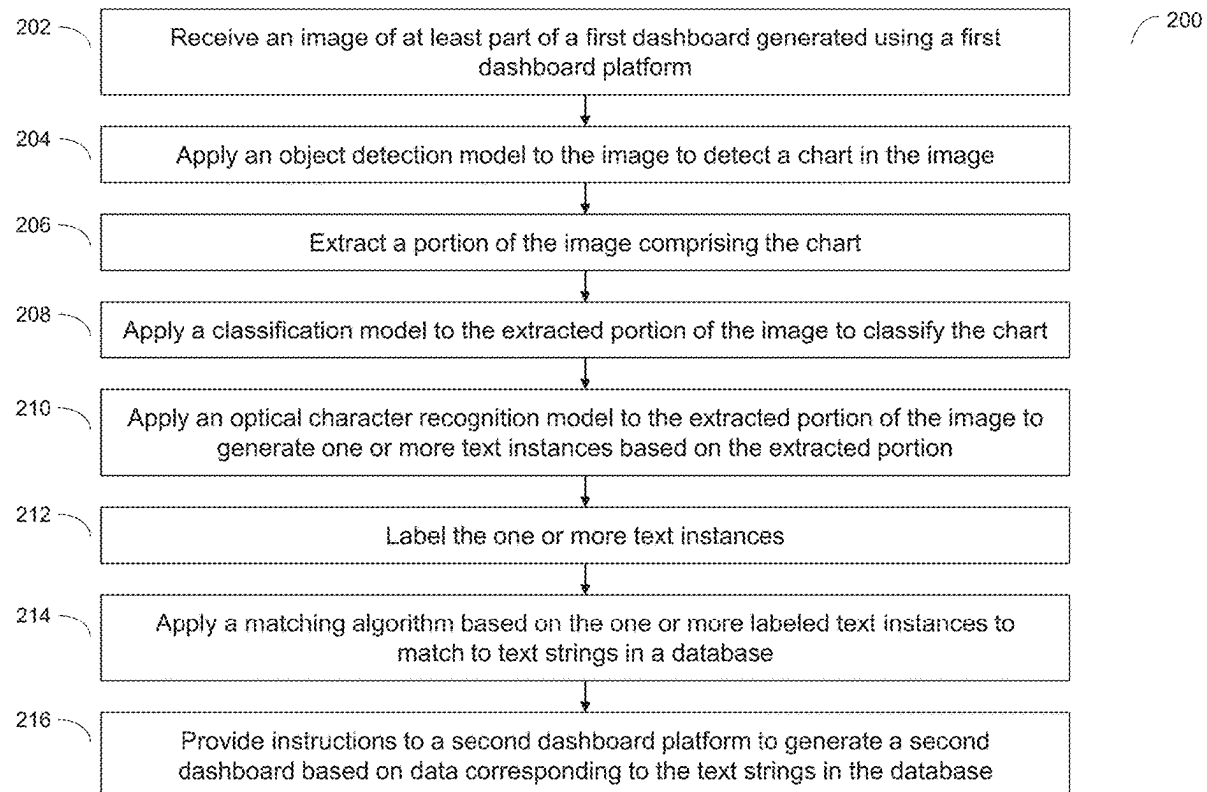 200
202
Receive an image of at least part of a first dashboard generated using a first
dashboard platform
204
Apply an object detection model to the image to detect a chart in the image
206
Extract a portion of the image comprising the chart
208
Apply a classification model to the extracted portion of the image to classify the chart
210
Apply an optical character recognition model to the extracted portion of the image to
generate one or more text instances based on the extracted portion
212
Label the one or more text instances
214
Apply a matching algorithm based on the one or more labeled text instances to
match to text strings in a database
216
Provide instructions to a second dashboard platform to generate a second
dashboard based on data corresponding to the text strings in the database